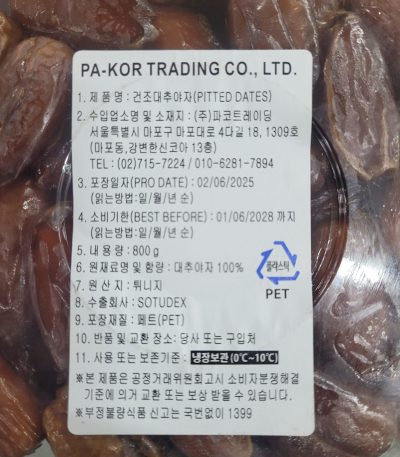 PA-KOR TRADING CO., LTD.
1. 제 품 명 : 건조대추야자(PITTED DATES)
2. 수입업소명 및 소재지 : (주)파코트레이딩
서울특별시 마포구 마포대로 4다길 18, 1309호
(마포동,강변한신코아 13층)
TEL : (02)715-7224 / 010-6281-7894
3. 포장일자(PRO DATE) : 02/06/2025
(읽는방법:일/월/년 순)
4. 소비기한(BEST BEFORE) : 01/06/2028 까지
(읽는방법:일/월/년 순)
5. 내 용 량 : 800 g
6. 원재료명 및 함량 : 대추야자 100%
7. 원 산 지 : 튀니지
8. 수출회사 : SOTUDEX
9. 포장재질 : 페트(PET)
플라스틱
PET
10. 반품 및 교환 장소: 당사 또는 구입처
11. 사용 또는 보존기준 : 냉장보관(0℃~10℃)
※본 제품은 공정거래위원회고시 소비자분쟁해결
기준에 의거 교환 또는 보상 받을 수 있습니다.
※부정불량식품 신고는 국번없이 1399